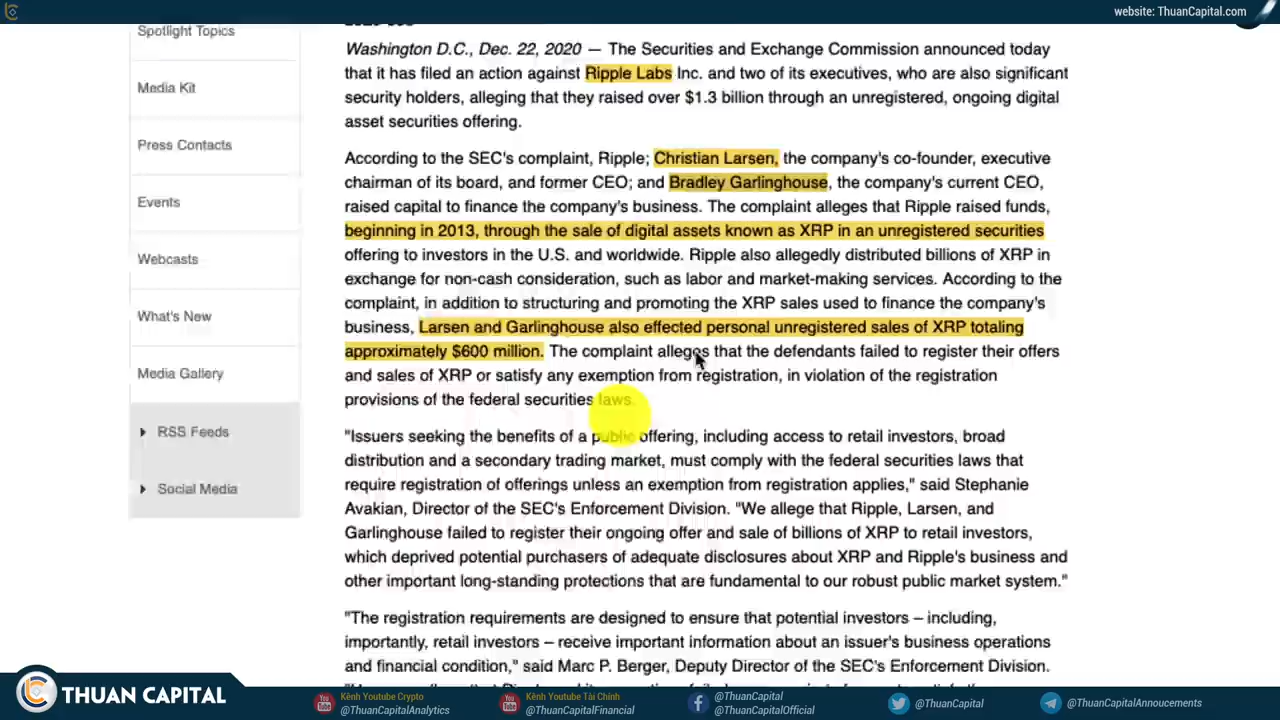 website: ThuanCapital.com
Spotlight Topics
Media Kit
Press Contacts
Events
Webcasts
What's New
Media Gallery
RSS Feeds
Social Media
Washington D.C., Dec. 22, 2020 — The Securities and Exchange Commission announced today
that it has filed an action against Ripple Labs Inc. and two of its executives, who are also significant
security holders, alleging that they raised over $1.3 billion through an unregistered, ongoing digital
asset securities offering.
According to the SEC's complaint, Ripple; Christian Larsen, the company's co-founder, executive
chairman of its board, and former CEO; and Bradley Garlinghouse, the company's current CEO,
raised capital to finance the company's business. The complaint alleges that Ripple raised funds,
beginning in 2013, through the sale of digital assets known as XRP in an unregistered securities
offering to investors in the U.S. and worldwide. Ripple also allegedly distributed billions of XRP in
exchange for non-cash consideration, such as labor and market-making services. According to the
complaint, in addition to structuring and promoting the XRP sales used to finance the company's
business, Larsen and Garlinghouse also effected personal unregistered sales of XRP totaling
approximately $600 million. The complaint alleges that the defendants failed to register their offers
and sales of XRP or satisfy any exemption from registration, in violation of the registration
provisions of the federal securities laws.
"Issuers seeking the benefits of a public offering, including access to retail investors, broad
distribution and a secondary trading market, must comply with the federal securities laws that
require registration of offerings unless an exemption from registration applies," said Stephanie
Avakian, Director of the SEC's Enforcement Division. "We allege that Ripple, Larsen, and
Garlinghouse failed to register their ongoing offer and sale of billions of XRP to retail investors,
which deprived potential purchasers of adequate disclosures about XRP and Ripple's business and
other important long-standing protections that are fundamental to our robust public market system."
"The registration requirements are designed to ensure that potential investors – including,
importantly, retail investors – receive important information about an issuer's business operations
and financial condition," said Marc P. Berger, Deputy Director of the SEC's Enforcement Division.
THUAN CAPITAL
Kênh Youtube Crypto
@ThuanCapitalAnalytics
Kênh Youtube Tài Chính
@ThuanCapitalFinancial
@ThuanCapital
@ThuanCapitalOfficial
@ThuanCapital
@ThuanCapitalAnnoucements